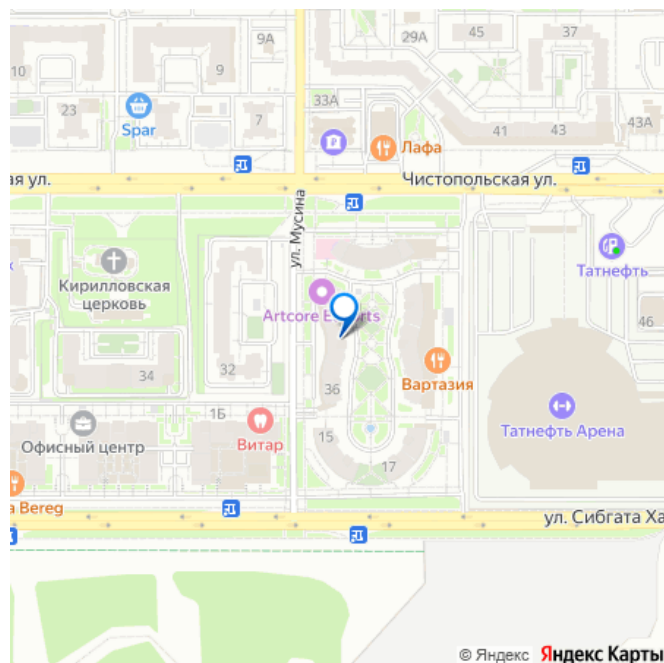 9А
29А
45
37
10
9
23
Spar
7
33А
Лафа
41
43
43А
ая ул.
Чистопольская ул.
ул. Мусина
Кирилловская
церковь
Татнефть
Artcore E
rts
46
34
32
36
Вартазия
Татнефть Арена
1Б
Витар
Офисный центр
15
17
a Bereg
ул. Сибгата Ха
© Яндекс Яндекс Карты